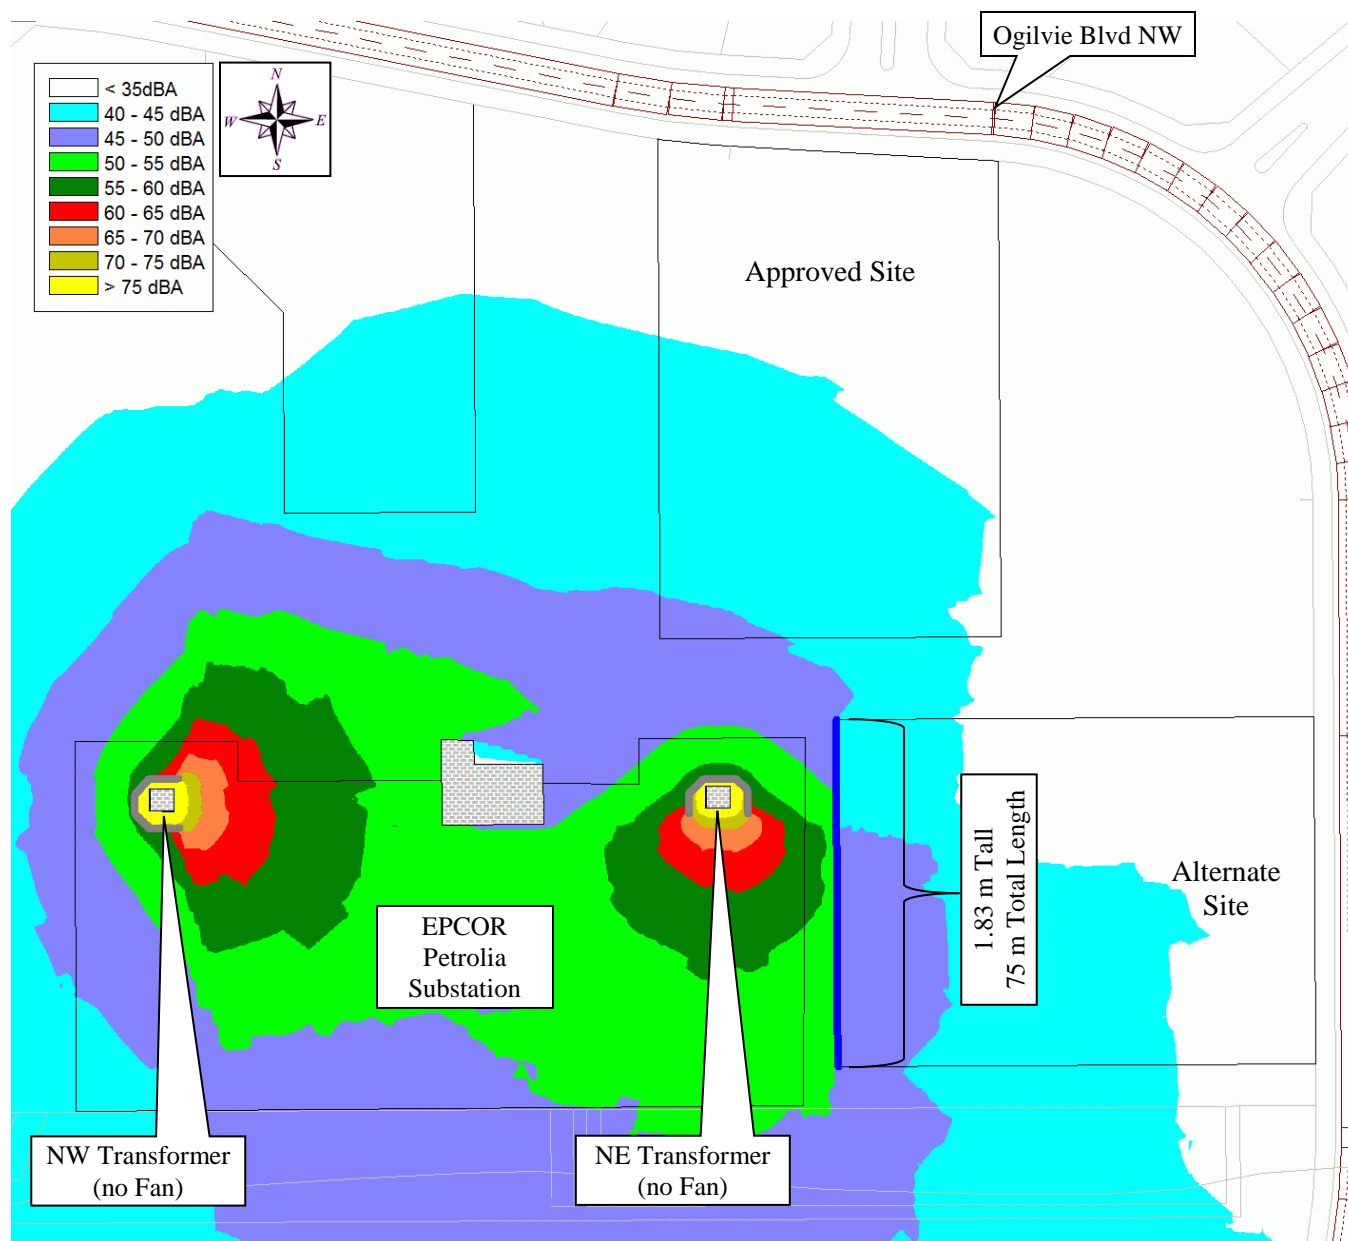 Ogilvie Blvd NW
< 35dBA
40 - 45 dBA
45 - 50 dBA
50 - 55 dBA
55 - 60 dBA
60 - 65 dBA
65 - 70 dBA
70 - 75 dBA
> 75 dBA
N
W
E
S
Approved Site
1.83 m Tall
75 m Total Length
Alternate
Site
EPCOR
Petrolia
Substation
NW Transformer
(no Fan)
NE Transformer
(no Fan)